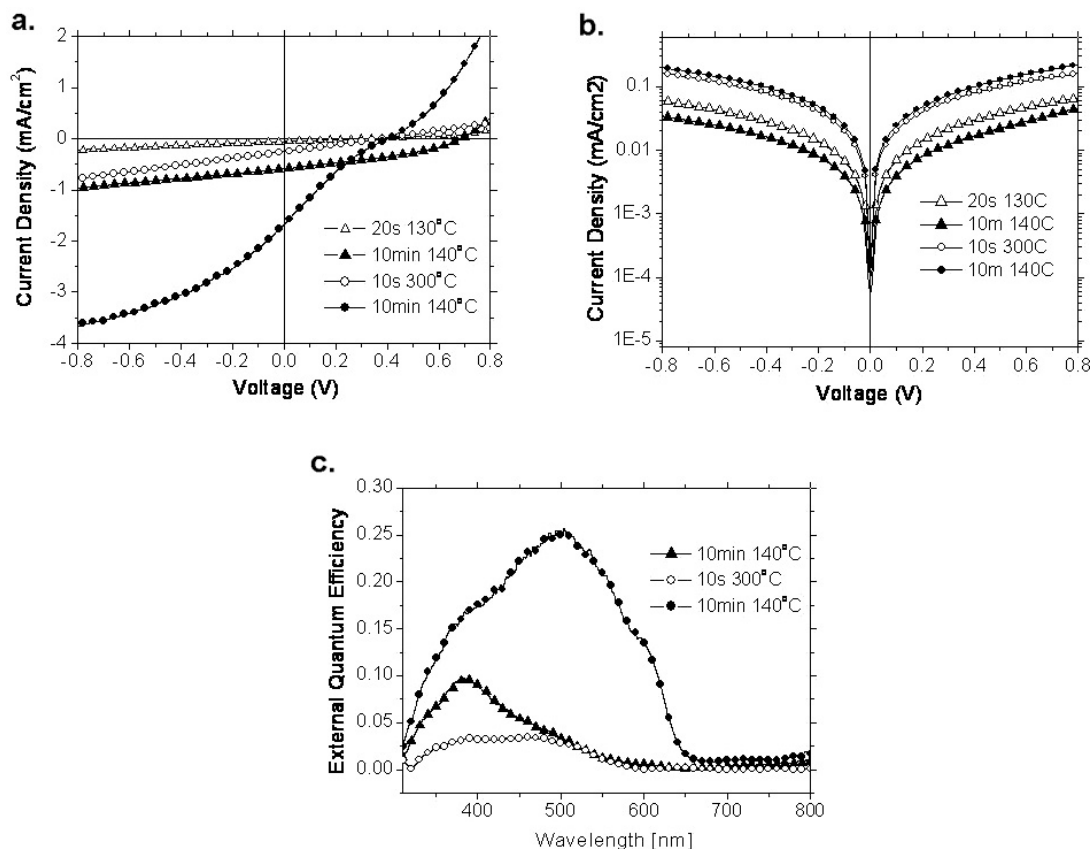 a.
Current Density (mA/cm²)
2
1
0
-1
-2
-3
-4
20s 130°C
10min 140°C
10s 300°C
10min 140°C
-0.8 -0.6 -0.4 -0.2 0.0 0.2 0.4 0.6 0.8
Voltage (V)
b.
Current Density (mA/cm2)
0.1
0.01
1E-3
1E-4
1E-5
20s 130C
10m 140C
10s 300C
10m 140C
-0.8 -0.6 -0.4 -0.2 0.0 0.2 0.4 0.6 0.8
Voltage (V)
c.
External Quantum Efficiency
0.30
0.25
0.20
0.15
0.10
0.05
0.00
10min 140°C
10s 300°C
10min 140°C
400 500 600 700 800
Wavelength [nm]